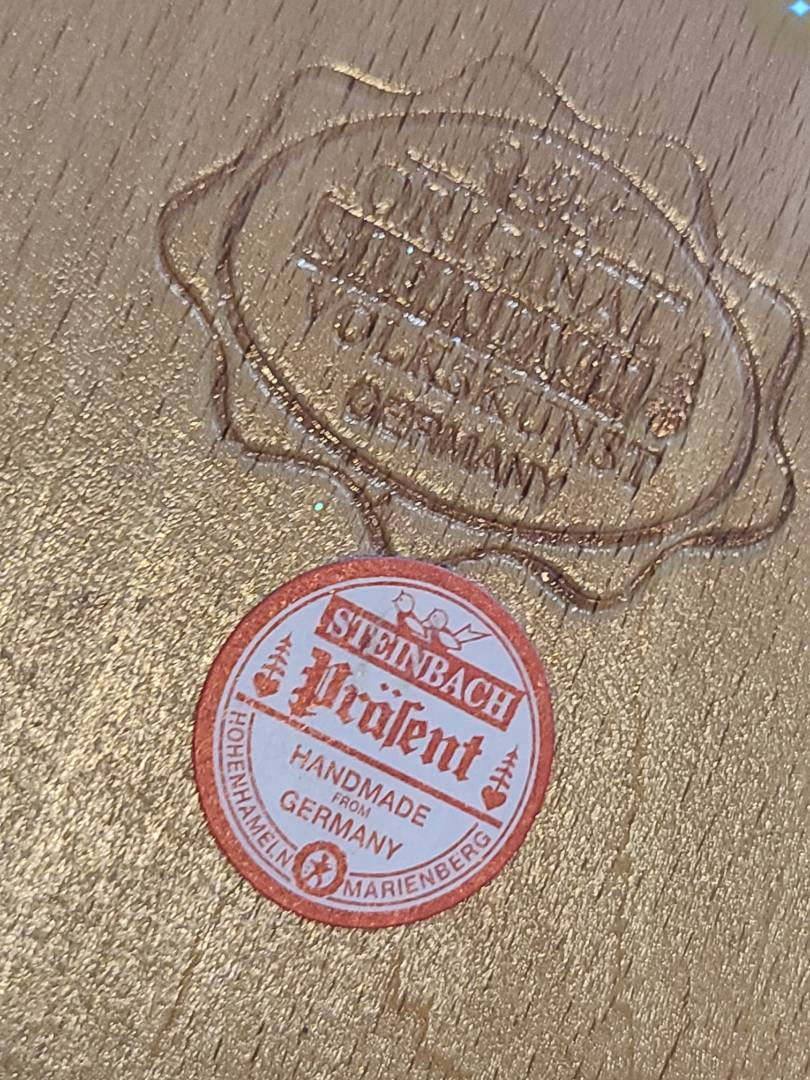 ORIGINAL
STEINBACH
VOLKSKUNST
GERMANY
STEINBACH
Präſent
HANDMADE
FROM
GERMANY
HOHENHAMELN
MARIENBERG